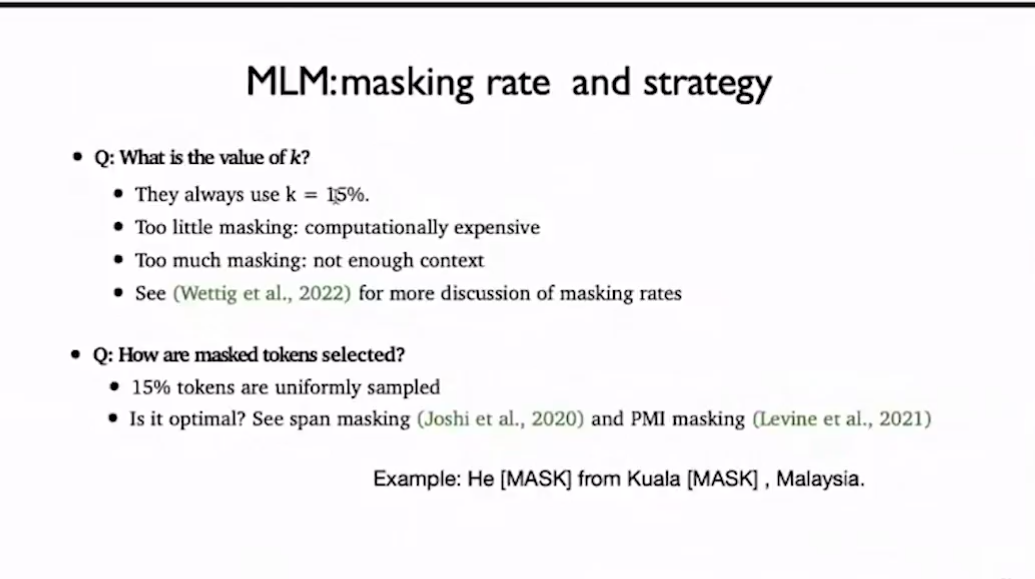 MLM:masking rate and strategy
• Q: What is the value of k?
• They always use k = 15%.
• Too little masking: computationally expensive
• Too much masking: not enough context
• See (Wettig et al., 2022) for more discussion of masking rates
• Q: How are masked tokens selected?
• 15% tokens are uniformly sampled
• Is it optimal? See span masking (Joshi et al., 2020) and PMI masking (Levine et al., 2021)
Example: He [MASK] from Kuala [MASK] , Malaysia.